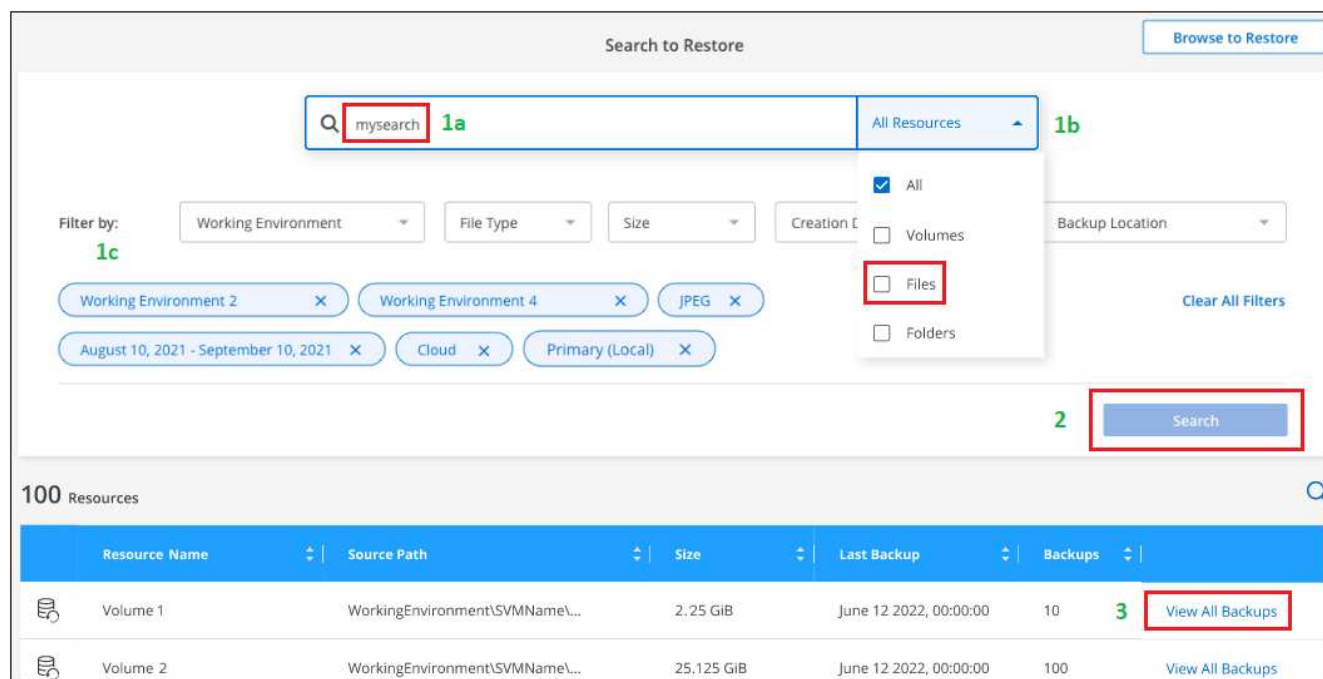 Search to Restore
Browse to Restore
mysearch
1a
All Resources
1b
All
Filter by:
Working Environment
File Type
Size
Creation D
Backup Location
1c
Volumes
Files
Working Environment 2 X
Working Environment 4 X
JPEG X
Clear All Filters
Folders
August 10, 2021 - September 10, 2021 X
Cloud X
Primary (Local) X
2
Search
100 Resources
Resource Name
Source Path
Size
Last Backup
Backups
Volume 1
WorkingEnvironment\SVMName\...
2.25 GiB
June 12 2022, 00:00:00
10
3
View All Backups
Volume 2
WorkingEnvironment\SVMName\...
25.125 GiB
June 12 2022, 00:00:00
100
View All Backups